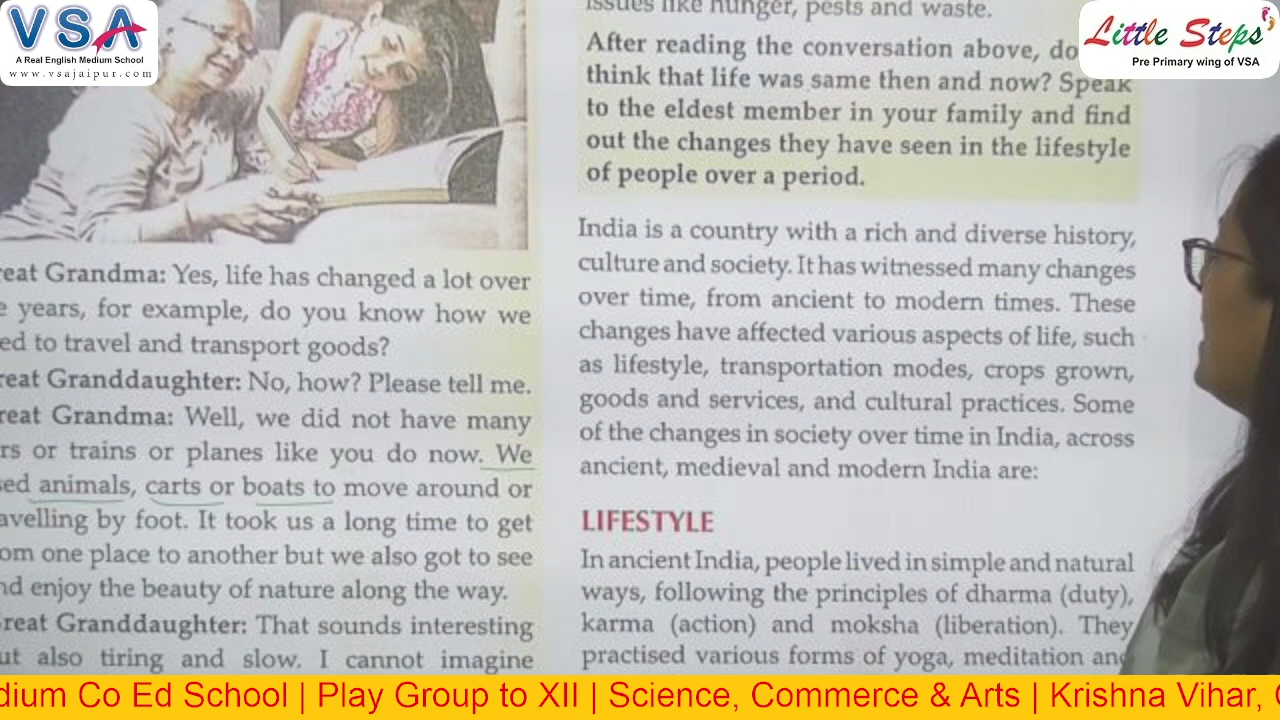 VSA
A Real English Medium School
www.vsajaipur.com
Little Steps
Pre Primary wing of VSA
Great Grandma: Yes, life has changed a lot over
years, for example, do you know how we
to travel and transport goods?
Great Granddaughter: No, how? Please tell me.
Great Grandma: Well, we did not have many
or trains or planes like you do now. We
animals, carts or boats to move around or
by foot. It took us a long time to get
one place to another but we also got to see
enjoy the beauty of nature along the way.
Great Granddaughter: That sounds interesting
also tiring and slow. I cannot imagine
issues like hunger, pests and waste.
After reading the conversation above, do
think that life was same then and now? Speak
to the eldest member in your family and find
out the changes they have seen in the lifestyle
of people over a period.
India is a country with a rich and diverse history,
culture and society. It has witnessed many changes
over time, from ancient to modern times. These
changes have affected various aspects of life, such
as lifestyle, transportation modes, crops grown,
goods and services, and cultural practices. Some
of the changes in society over time in India, across
ancient, medieval and modern India are:
LIFESTYLE
In ancient India, people lived in simple and natural
ways, following the principles of dharma (duty),
karma (action) and moksha (liberation). They
practised various forms of yoga, meditation and
Co Ed School | Play Group to XII | Science, Commerce & Arts | Krishna Vihar,